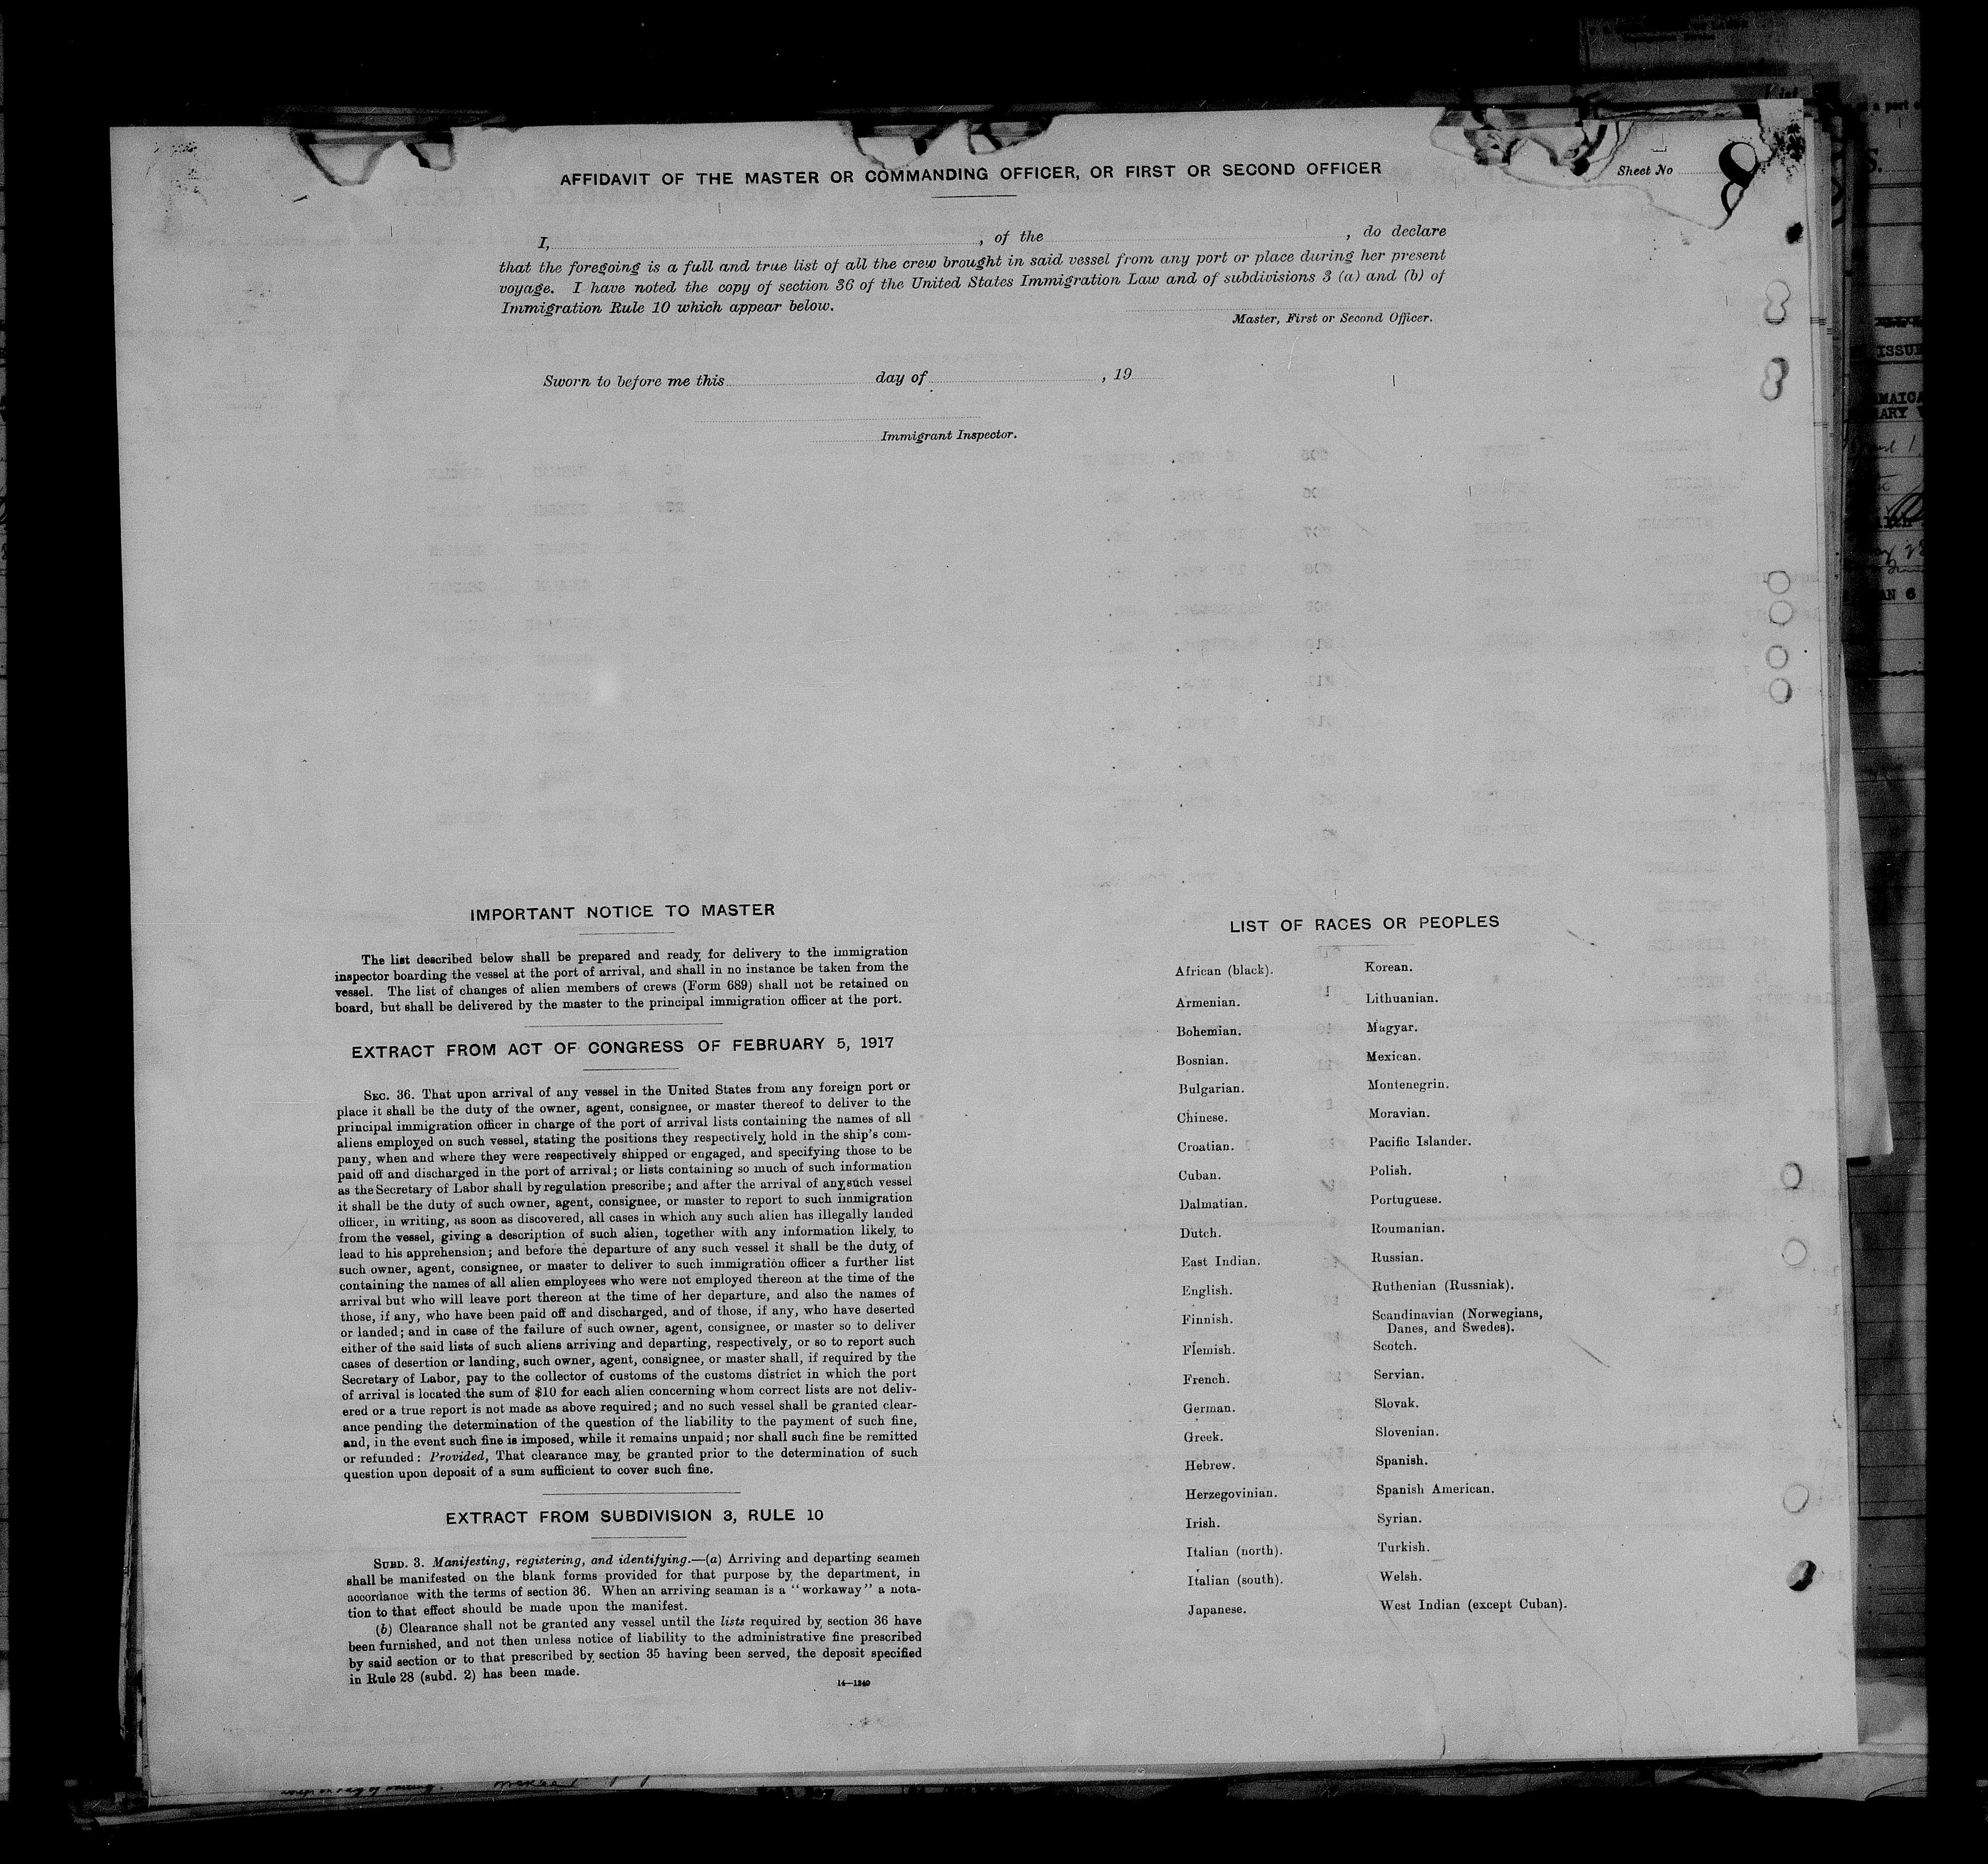 AFFIDAVIT OF THE MASTER OR COMMANDING OFFICER, OR FIRST OR SECOND OFFICER
Sheet No 8
I, , of the , do declare
that the foregoing is a full and true list of all the crew brought in said vessel from any port or place during her present
voyage. I have noted the copy of section 36 of the United States Immigration Law and of subdivisions 3 (a) and (b) of
Immigration Rule 10 which appear below.
Master, First or Second Officer.
Sworn to before me this day of , 19
Immigrant Inspector.
IMPORTANT NOTICE TO MASTER
The list described below shall be prepared and ready for delivery to the immigration
inspector boarding the vessel at the port of arrival, and shall in no instance be taken from the
vessel. The list of changes of alien members of crews (Form 689) shall not be retained on
board, but shall be delivered by the master to the principal immigration officer at the port.
EXTRACT FROM ACT OF CONGRESS OF FEBRUARY 5, 1917
SEC. 36. That upon arrival of any vessel in the United States from any foreign port or
place it shall be the duty of the owner, agent, consignee, or master thereof to deliver to the
principal immigration officer in charge of the port of arrival lists containing the names of all
aliens employed on such vessel, stating the positions they respectively hold in the ship's com-
pany, when and where they were respectively shipped or engaged, and specifying those to be
paid off and discharged in the port of arrival; or lists containing so much of such information
as the Secretary of Labor shall by regulation prescribe; and after the arrival of any such vessel
it shall be the duty of such owner, agent, consignee, or master to report to such immigration
officer, in writing, as soon as discovered, all cases in which any such alien has illegally landed
from the vessel, giving a description of such alien, together with any information likely to
lead to his apprehension; and before the departure of any such vessel it shall be the duty of
such owner, agent, consignee, or master to deliver to such immigration officer a further list
containing the names of all alien employees who were not employed thereon at the time of the
arrival but who will leave port thereon at the time of her departure, and also the names of
those, if any, who have been paid off and discharged, and of those, if any, who have deserted
or landed; and in case of the failure of such owner, agent, consignee, or master so to deliver
either of the said lists of such aliens arriving and departing, respectively, or so to report such
cases of desertion or landing, such owner, agent, consignee, or master shall, if required by the
Secretary of Labor, pay to the collector of customs of the customs district in which the port
of arrival is located the sum of $10 for each alien concerning whom correct lists are not deliv-
ered or a true report is not made as above required; and no such vessel shall be granted clear-
ance pending the determination of the question of the liability to the payment of such fine,
and, in the event such fine is imposed, while it remains unpaid; nor shall such fine be remitted
or refunded: Provided, That clearance may be granted prior to the determination of such
question upon deposit of a sum sufficient to cover such fine.
EXTRACT FROM SUBDIVISION 3, RULE 10
SUBD. 3. Manifesting, registering, and identifying.—(a) Arriving and departing seamen
shall be manifested on the blank forms provided for that purpose by the department, in
accordance with the terms of section 36. When an arriving seaman is a "workaway" a nota-
tion to that effect should be made upon the manifest.
(b) Clearance shall not be granted any vessel until the lists required by section 36 have
been furnished, and not then unless notice of liability to the administrative fine prescribed
by said section or to that prescribed by section 35 having been served, the deposit specified
in Rule 28 (subd. 2) has been made.
14—1240
LIST OF RACES OR PEOPLES
African (black).
Armenian.
Bohemian.
Bosnian.
Bulgarian.
Chinese.
Croatian.
Cuban.
Dalmatian.
Dutch.
East Indian.
English.
Finnish.
Flemish.
French.
German.
Greek.
Hebrew.
Herzegovinian.
Irish.
Italian (north).
Italian (south).
Japanese.
Korean.
Lithuanian.
Magyar.
Mexican.
Montenegrin.
Moravian.
Pacific Islander.
Polish.
Portuguese.
Roumanian.
Russian.
Ruthenian (Russniak).
Scandinavian (Norwegians,
Danes, and Swedes).
Scotch.
Servian.
Slovak.
Slovenian.
Spanish.
Spanish American.
Syrian.
Turkish.
Welsh.
West Indian (except Cuban).